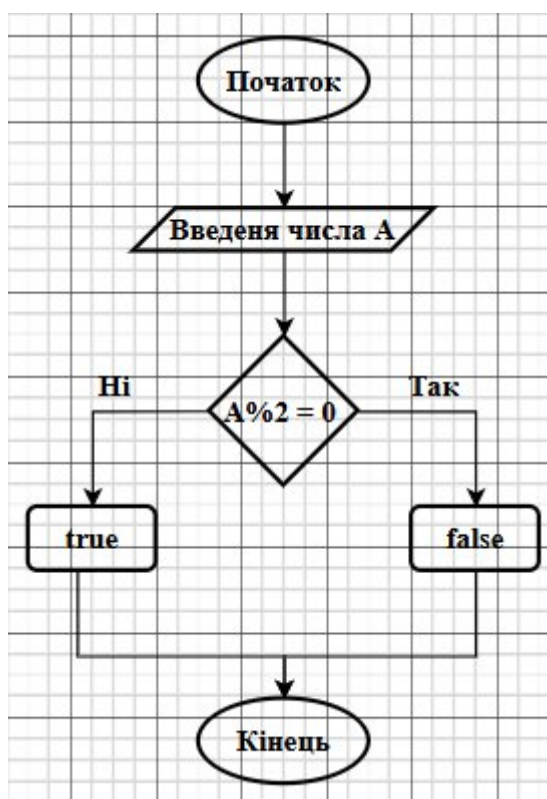 Початок
Введеня числа А
Ні
Так
A%2 = 0
true
false
Кінець